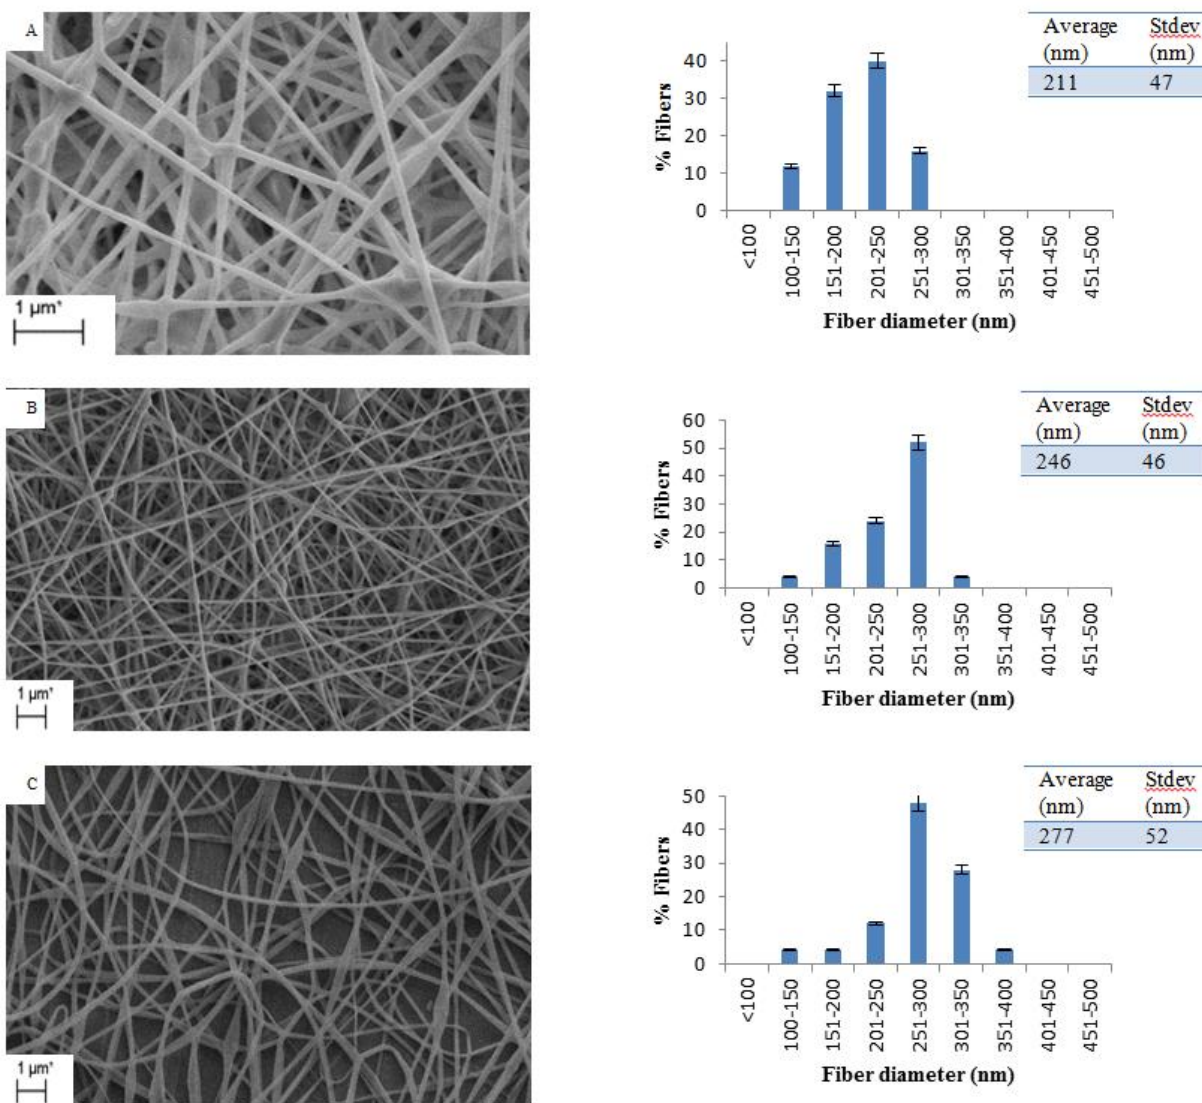 A
1 µm*
% Fibers
40
30
20
10
0
<100
100-150
151-200
201-250
251-300
301-350
351-400
401-450
451-500
Fiber diameter (nm)
Average Stdev
(nm) (nm)
211 47
B
1 µm*
% Fibers
60
50
40
30
20
10
0
<100
100-150
151-200
201-250
251-300
301-350
351-400
401-450
451-500
Fiber diameter (nm)
Average Stdev
(nm) (nm)
246 46
C
1 µm*
% Fibers
50
40
30
20
10
0
<100
100-150
151-200
201-250
251-300
301-350
351-400
401-450
451-500
Fiber diameter (nm)
Average Stdev
(nm) (nm)
277 52